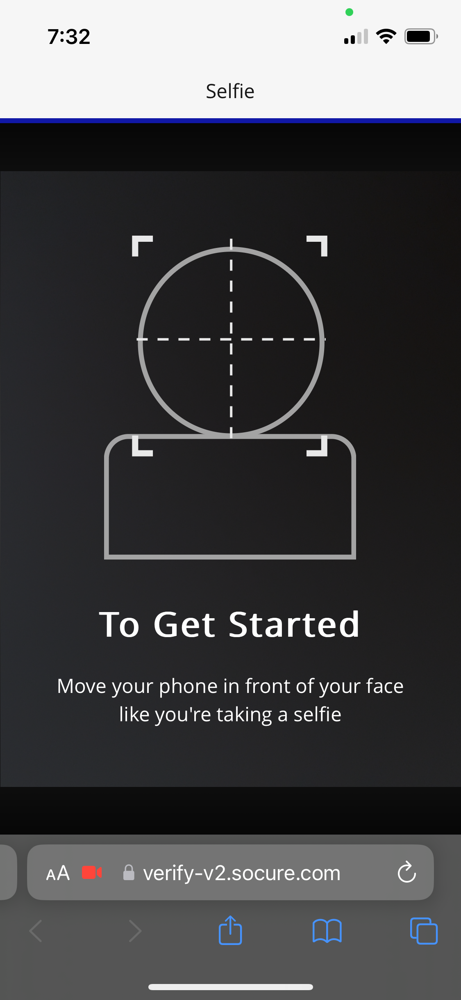 7:32
Selfie
To Get Started
Move your phone in front of your face
like you're taking a selfie
AA verify-v2.socure.com